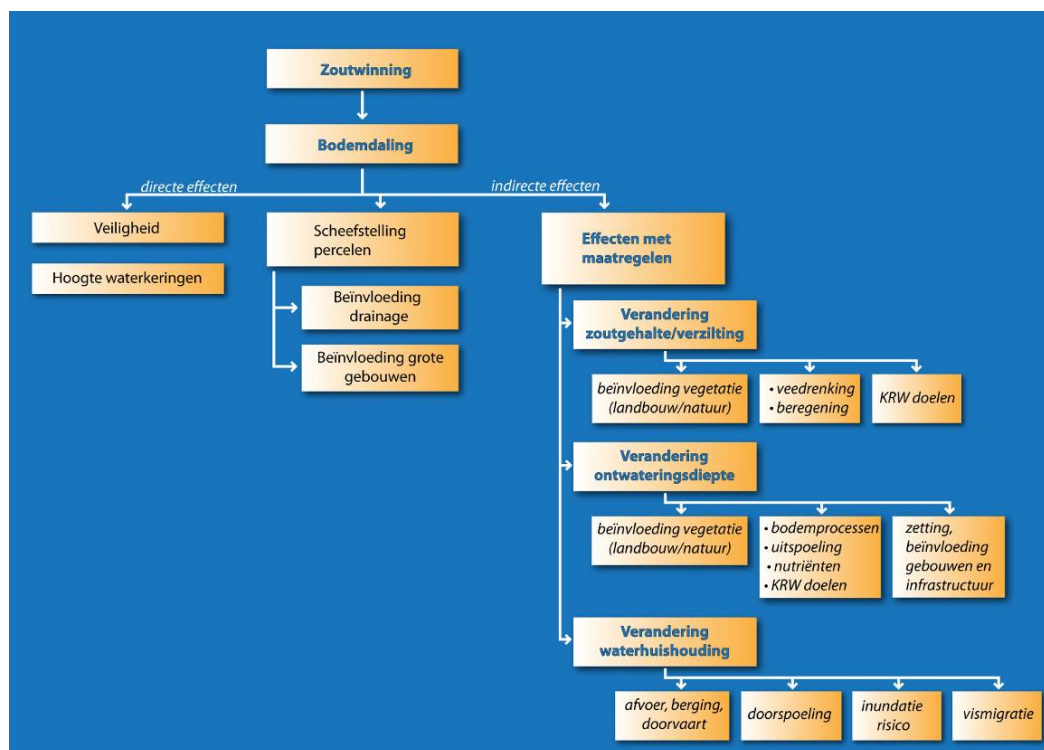 Zoutwinning
Bodemdaling
directe effecten
indirecte effecten
Veiligheid
Hoogte waterkeringen
Scheefstelling
percelen
Beïnvloeding
drainage
Beïnvloeding grote
gebouwen
Effecten met
maatregelen
Verandering
zoutgehalte/verzilting
beïnvloeding vegetatie
(landbouw/natuur)
• veedrenking
• beregening
KRW doelen
Verandering
ontwateringsdiepte
beïnvloeding vegetatie
(landbouw/natuur)
• bodemprocessen
• uitspoeling
• nutriënten
• KRW doelen
zetting,
beïnvloeding
gebouwen en
infrastructuur
Verandering
waterhuishouding
afvoer, berging,
doorvaart
doorspoeling
inundatie
risico
vismigratie